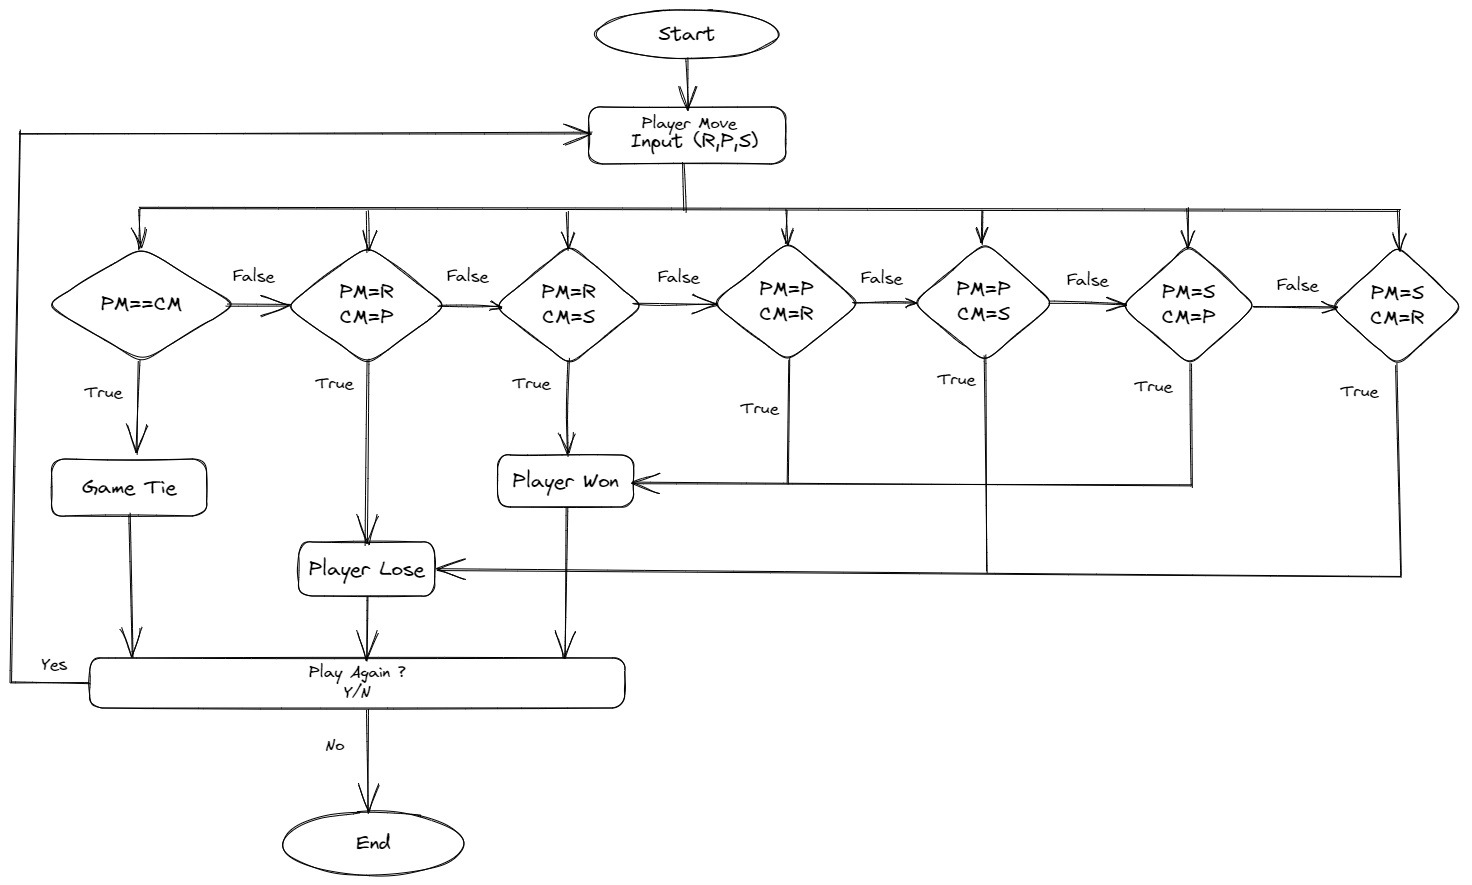 Start
Player Move
Input (R,P,S)
False
False
False
False
False
False
PM==CM
PM=R
CM=P
PM=R
CM=S
PM=P
CM=R
PM=P
CM=S
PM=S
CM=P
PM=S
CM=R
True
True
True
True
True
True
True
Game Tie
Player Won
Player Lose
Yes
Play Again ?
Y/N
No
End